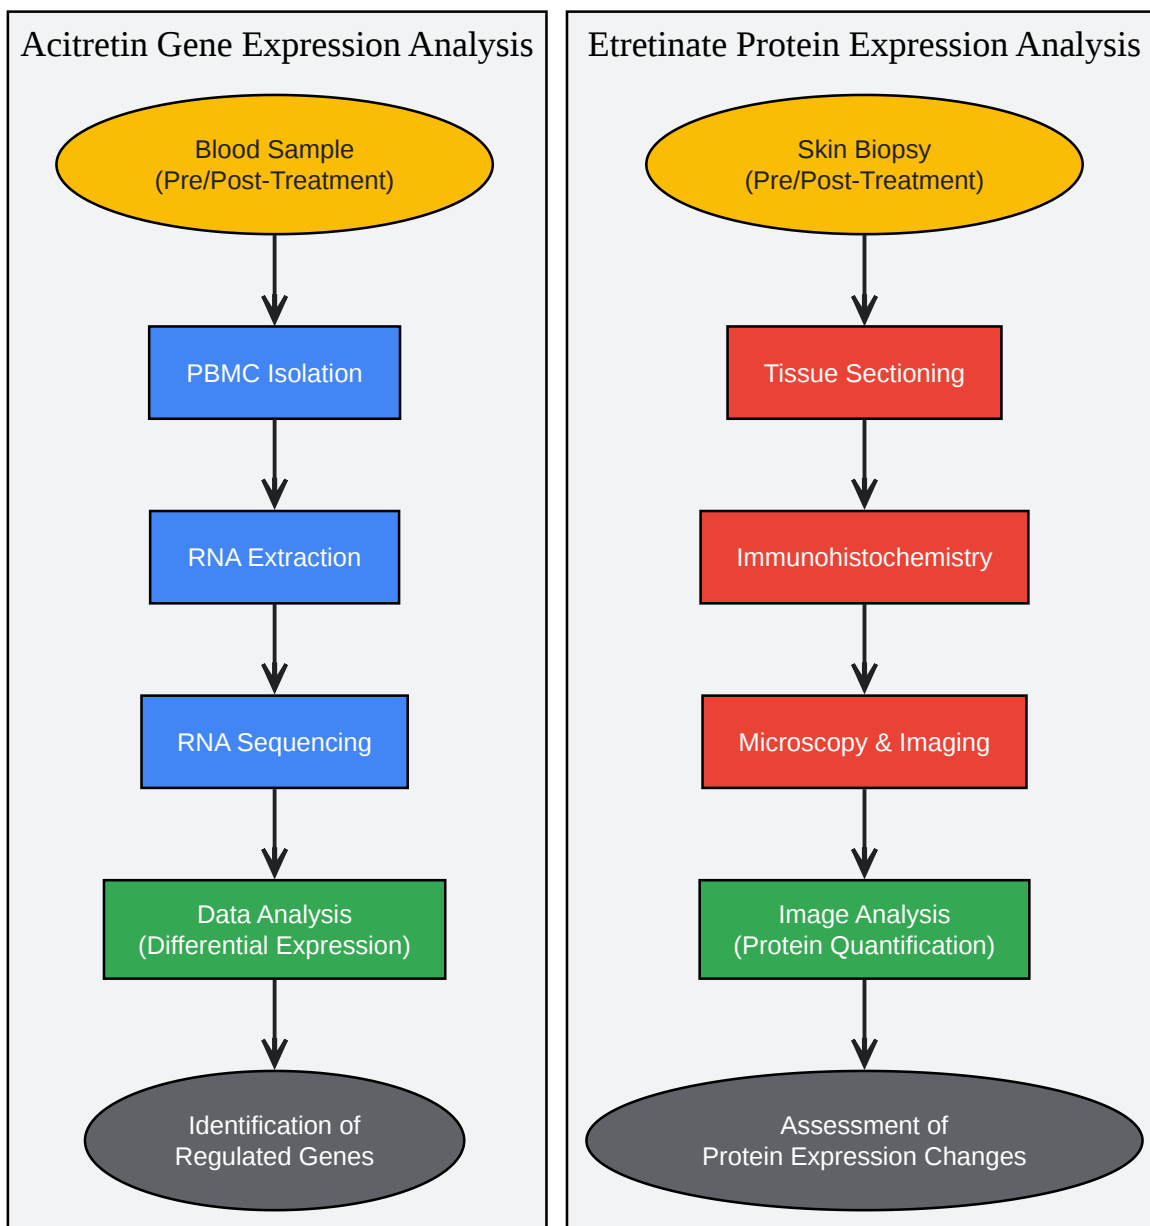 Acitretin Gene Expression Analysis
Blood Sample
(Pre/Post-Treatment)
PBMC Isolation
RNA Extraction
RNA Sequencing
Data Analysis
(Differential Expression)
Identification of
Regulated Genes
Etretinate Protein Expression Analysis
Skin Biopsy
(Pre/Post-Treatment)
Tissue Sectioning
Immunohistochemistry
Microscopy & Imaging
Image Analysis
(Protein Quantification)
Assessment of
Protein Expression Changes